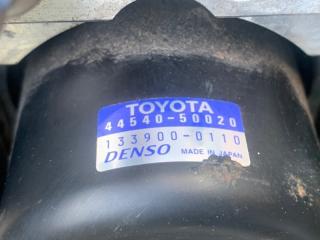 TOYOTA
44540-50020
133900-0110
DENSO MADE IN JAPAN